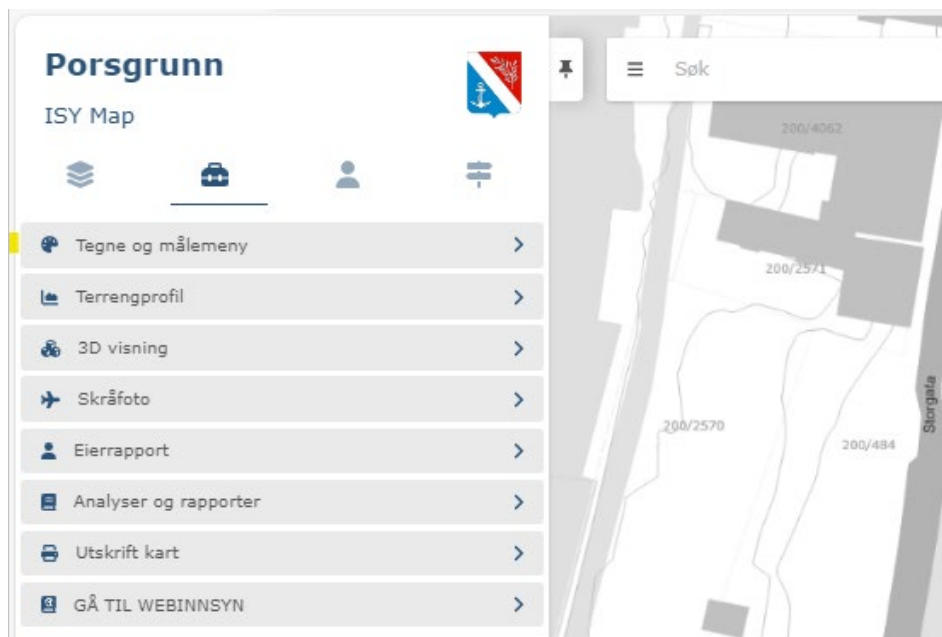 Porsgrunn
ISY Map
Søk
Tegne og målemeny
Terrengprofil
3D visning
Skråfoto
Eierrapport
Analyser og rapporter
Utskrift kart
GÅ TIL WEBINNSYN
200/4062
200/2571
200/2570
200/484
Storgata